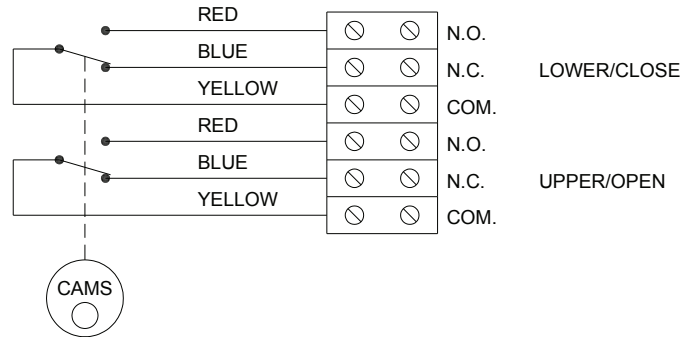 RED
N.O.
BLUE
N.C. LOWER/CLOSE
YELLOW
COM.
RED
N.O.
BLUE
N.C. UPPER/OPEN
YELLOW
COM.
CAMS